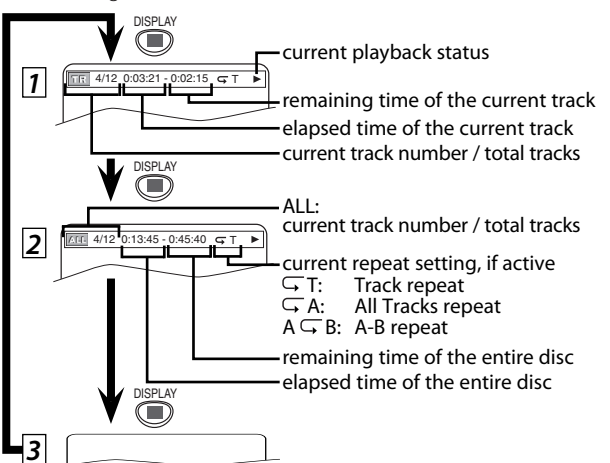 DISPLAY
current playback status
1
TR 4/12 0:03:21 - 0:02:15 T
remaining time of the current track
elapsed time of the current track
current track number / total tracks
DISPLAY
ALL:
current track number / total tracks
2
ALL 4/12 0:13:45 - 0:45:40 T
current repeat setting, if active
T: Track repeat
A: All Tracks repeat
A B: A-B repeat
remaining time of the entire disc
elapsed time of the entire disc
DISPLAY
3